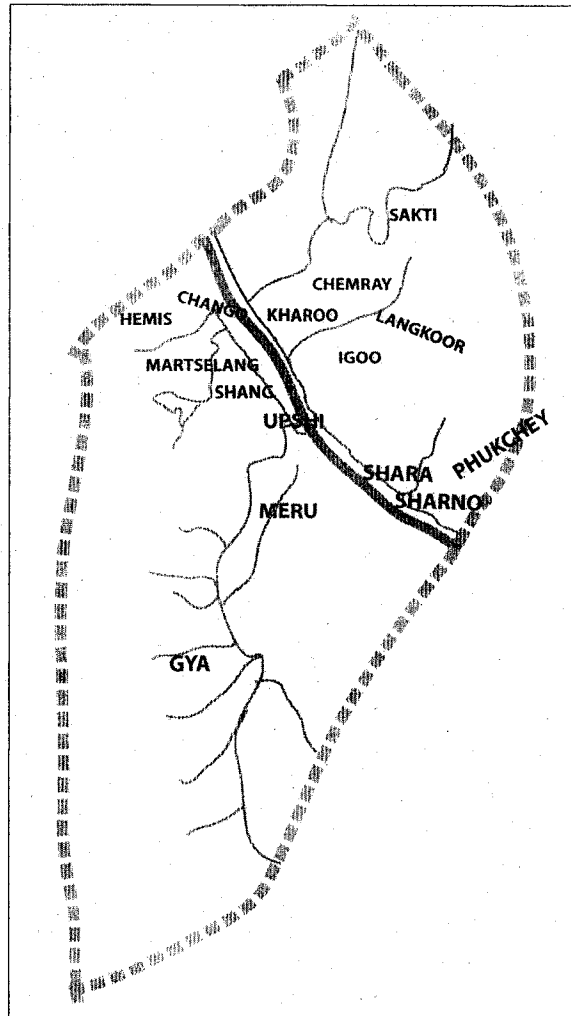 SAKTI
CHEMRAY
CHANGO
KHAROO
HEMIS
LANGKOOR
MARTSELANG
IGOO
SHANG
UPSHI
PHUKCHEY
SHARA
SHARNO
MERU
GYA